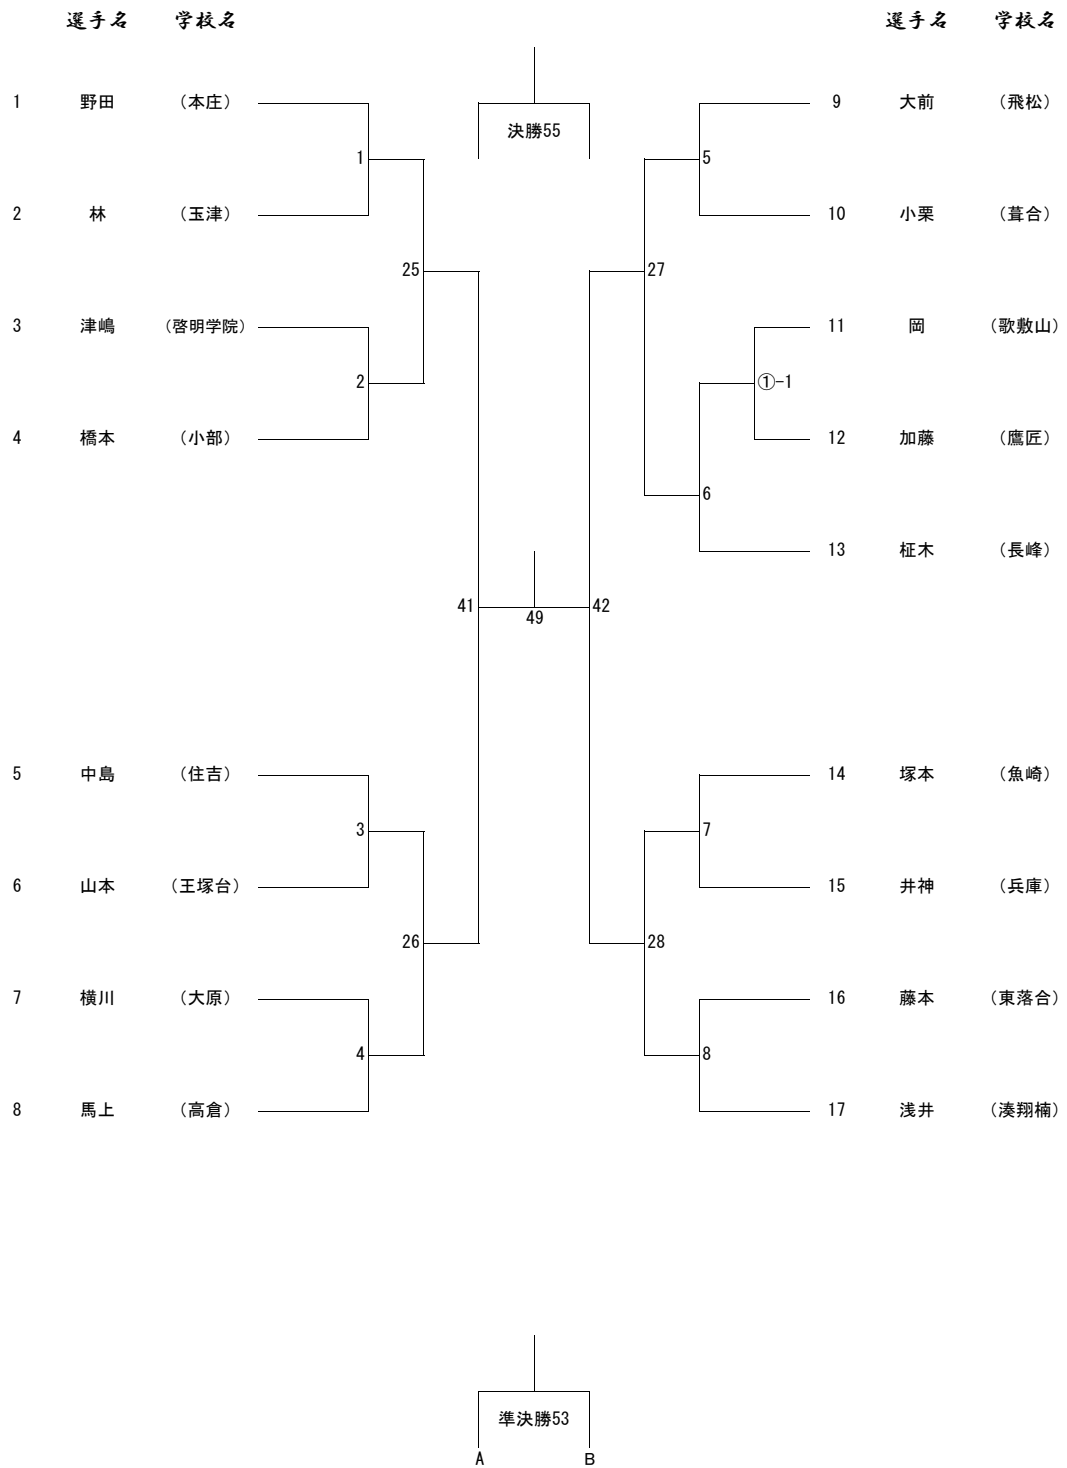 選手名 学校名 選手名 学校名
1 野田 (本庄) 9 大前 (飛松)
決勝55
1 5
2 林 (玉津) 10 小栗 (葺合)
25 27
3 津嶋 (啓明学院) 11 岡 (歌敷山)
2 ①-1
4 橋本 (小部) 12 加藤 (鷹匠)
6
13 柾木 (長峰)
41 42
49
5 中島 (住吉) 14 塚本 (魚崎)
3 7
6 山本 (王塚台) 15 井神 (兵庫)
26 28
7 横川 (大原) 16 藤本 (東落合)
4 8
8 馬上 (高倉) 17 浅井 (湊翔楠)
準決勝53
A B